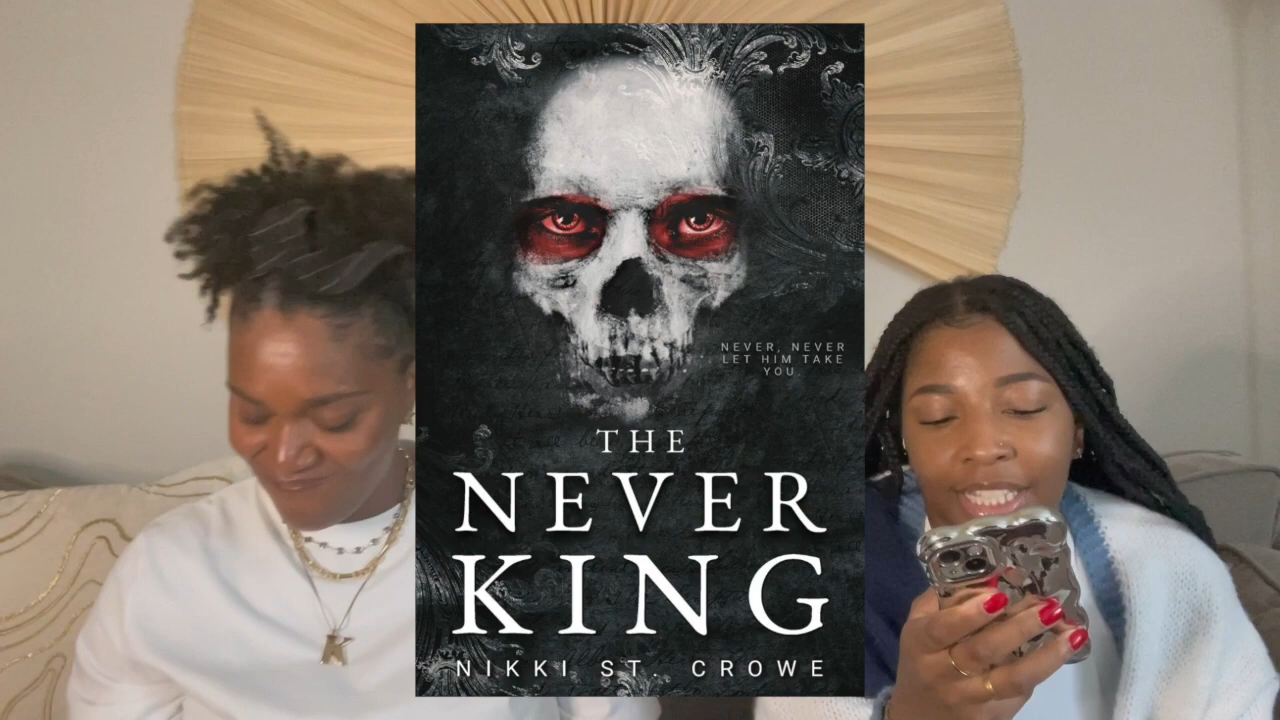 NEVER, NEVER
LET HIM TAKE
YOU
THE
NEVER
KING
NIKKI ST. CROWE
K